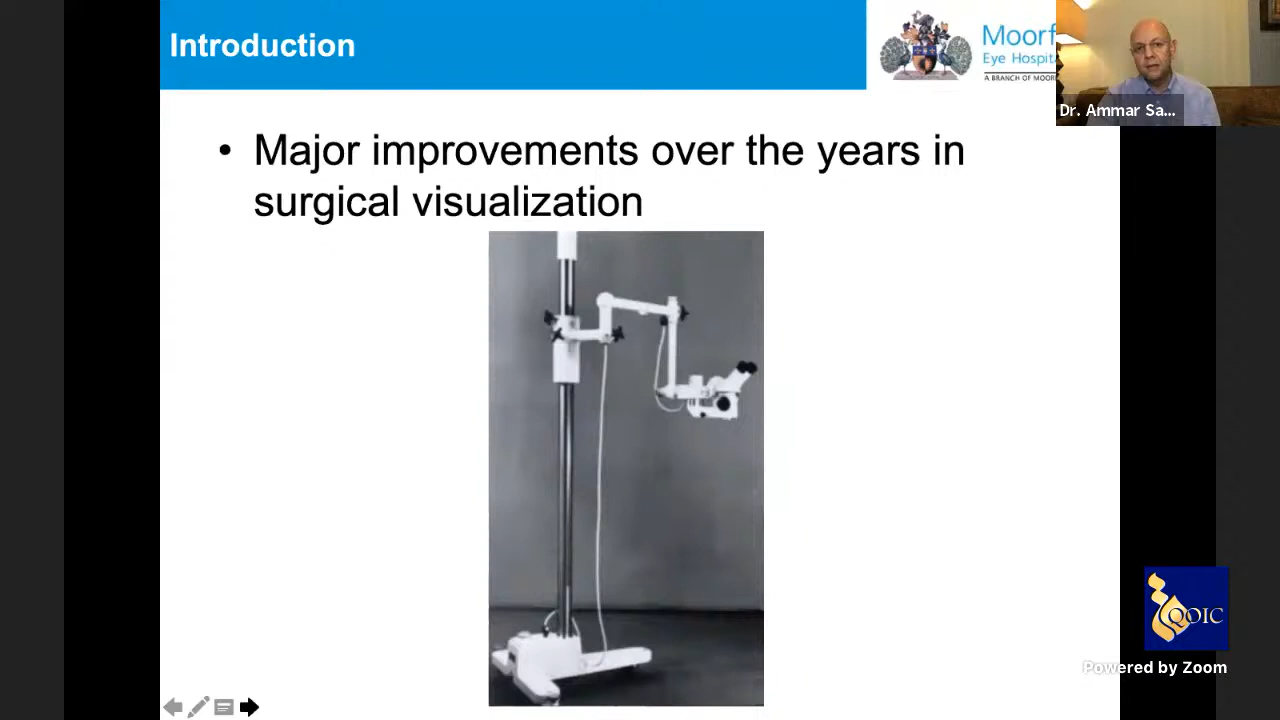 Introduction
Moorf
Eye Hospita
A BRANCH OF MOOR
Dr. Ammar Sa...
• Major improvements over the years in
surgical visualization
QOIC
Powered by Zoom